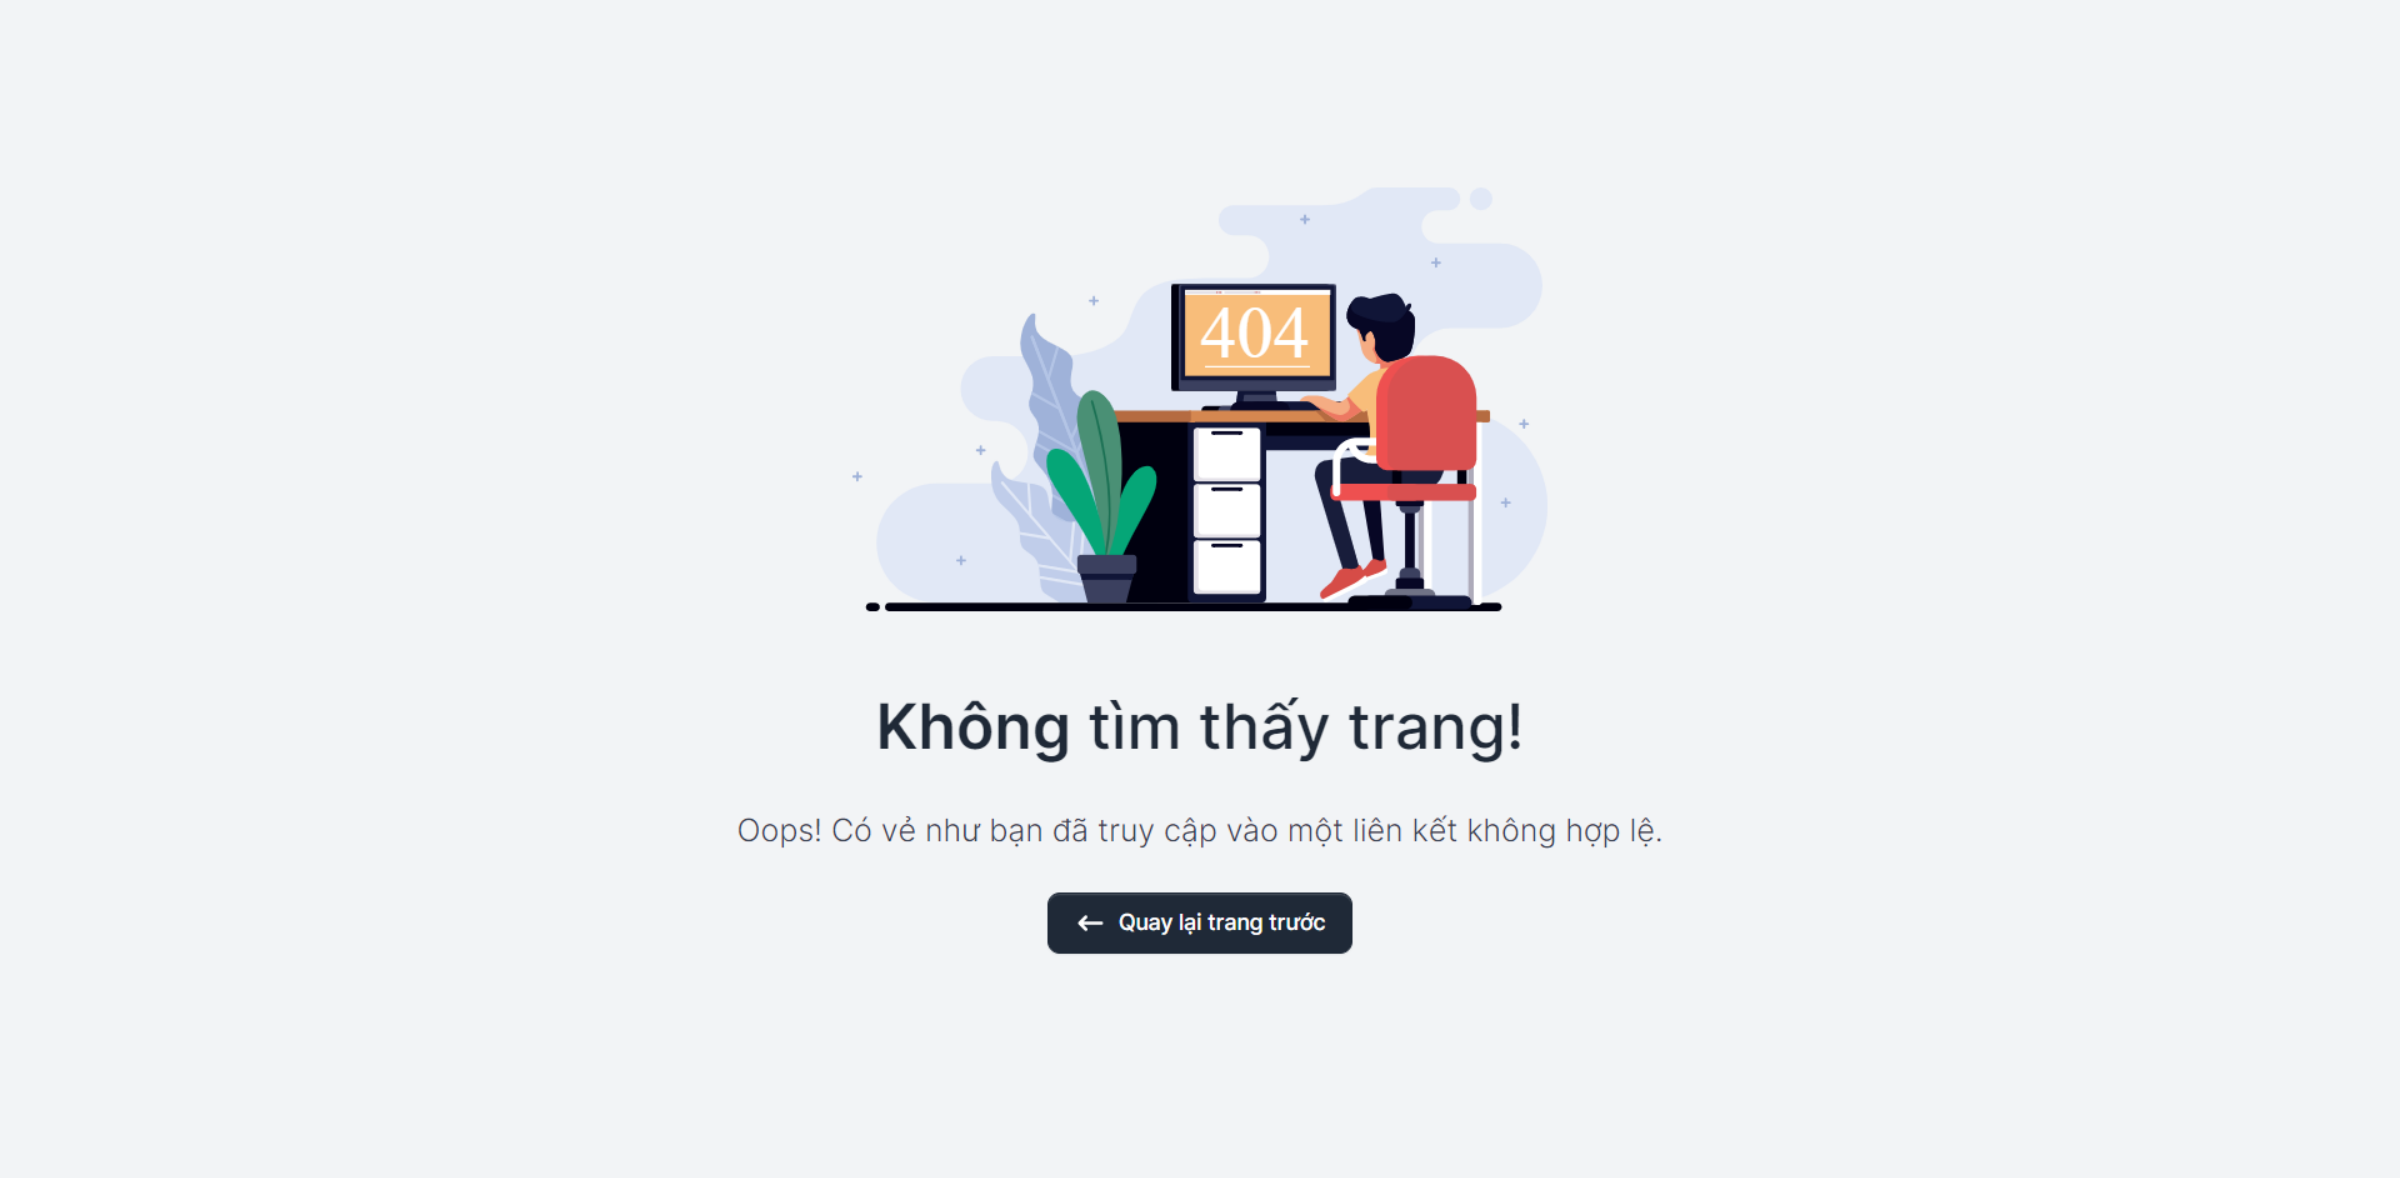 404
Không tìm thấy trang!
Oops! Có vẻ như bạn đã truy cập vào một liên kết không hợp lệ.
← Quay lại trang trước